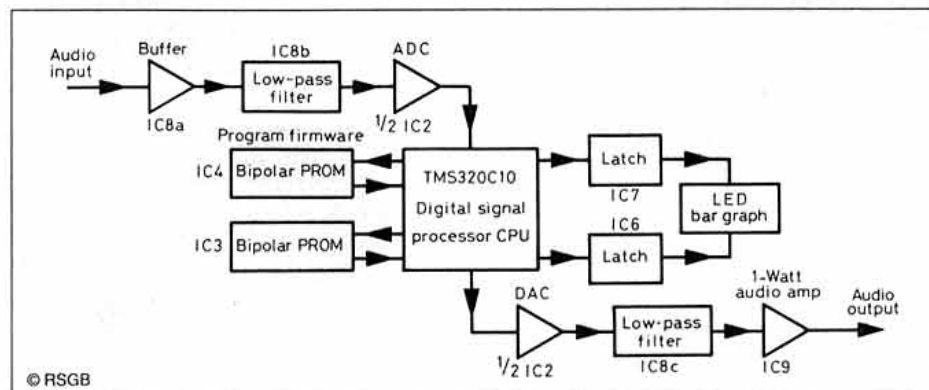 Audio
input
Buffer
IC8a
IC8b
Low-pass
filter
ADC
1/2 IC2
Program firmware
IC4
Bipolar PROM
IC3
Bipolar PROM
TMS320C10
Digital signal
processor CPU
Latch
IC7
IC6
Latch
LED
bar graph
DAC
1/2 IC2
Low-pass
filter
IC8c
1-Watt
audio amp
IC9
Audio
output
© RSGB